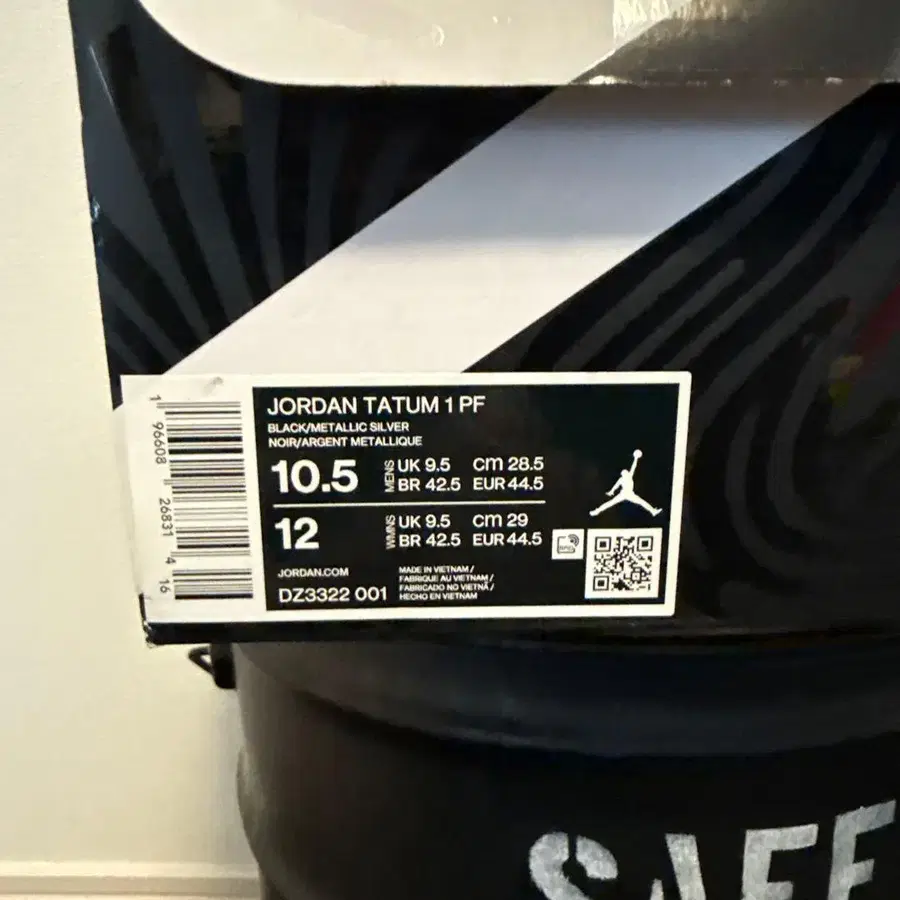 JORDAN TATUM 1 PF
BLACK/METALLIC SILVER
NOIR/ARGENT METALLIQUE
10.5 MENS UK 9.5 cm 28.5
BR 42.5 EUR 44.5
12 WMNS UK 9.5 cm 29
BR 42.5 EUR 44.5
JORDAN.COM
DZ3322 001
MADE IN VIETNAM /
FABRIQUE AU VIETNAM /
FABRICADO NO VIETNÃ /
HECHO EN VIETNAM
1 96608 26831 4 16
SAFE